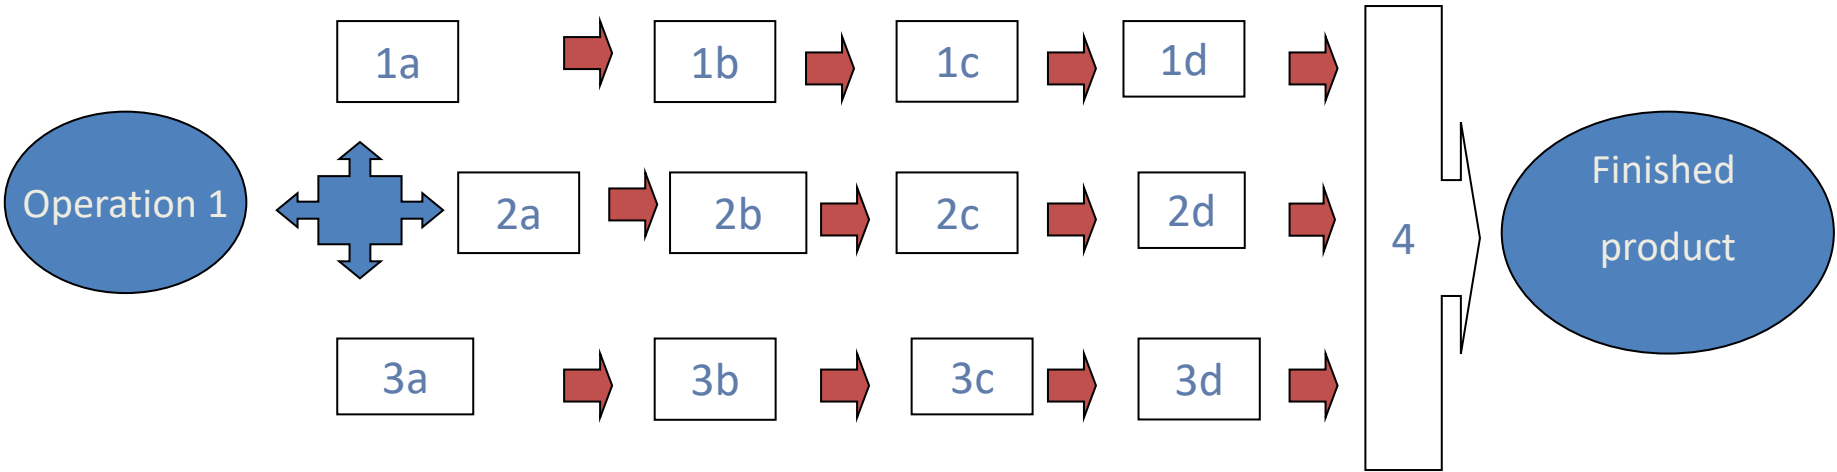 1a
1b
1c
1d
Operation 1
2a
2b
2c
2d
4
Finished
product
3a
3b
3c
3d